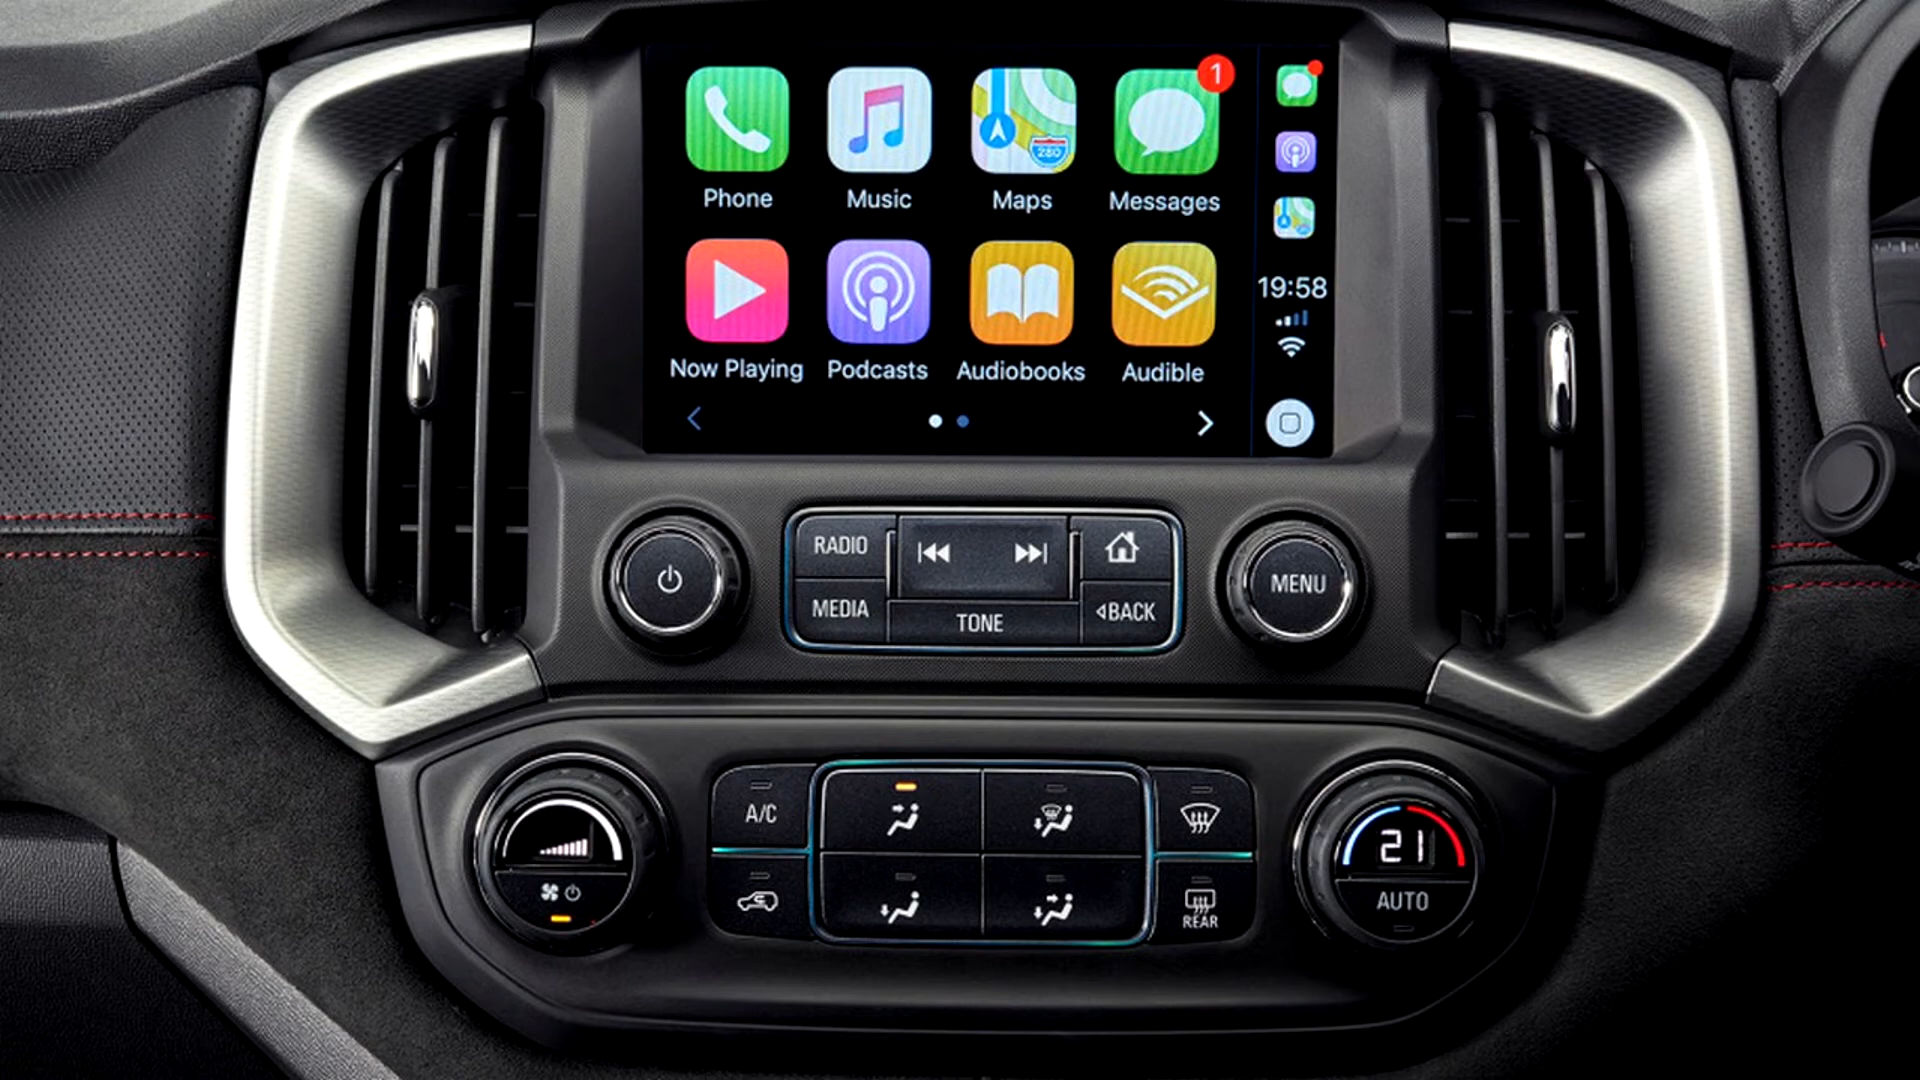 1
Phone
Music
Maps
280
Messages
Now Playing
Podcasts
Audiobooks
Audible
19:58
RADIO
MEDIA
TONE
BACK
MENU
A/C
REAR
21
AUTO